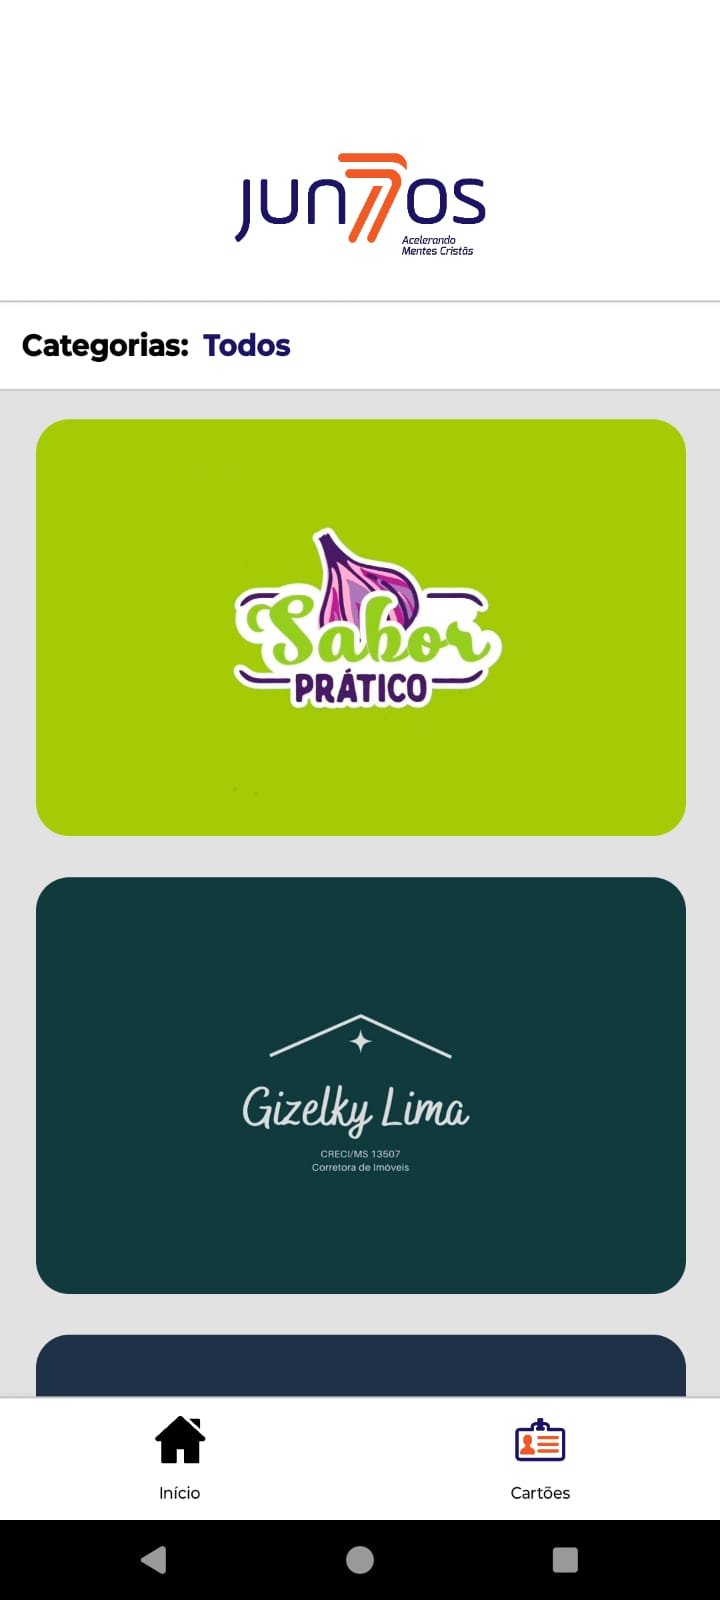 jun7os
Acelerando
Mentes Cristãs
Categorias: Todos
Sabor
PRÁTICO
Gizelky Lima
CRECI/MS 13507
Corretora de Imóveis
Início
Cartões